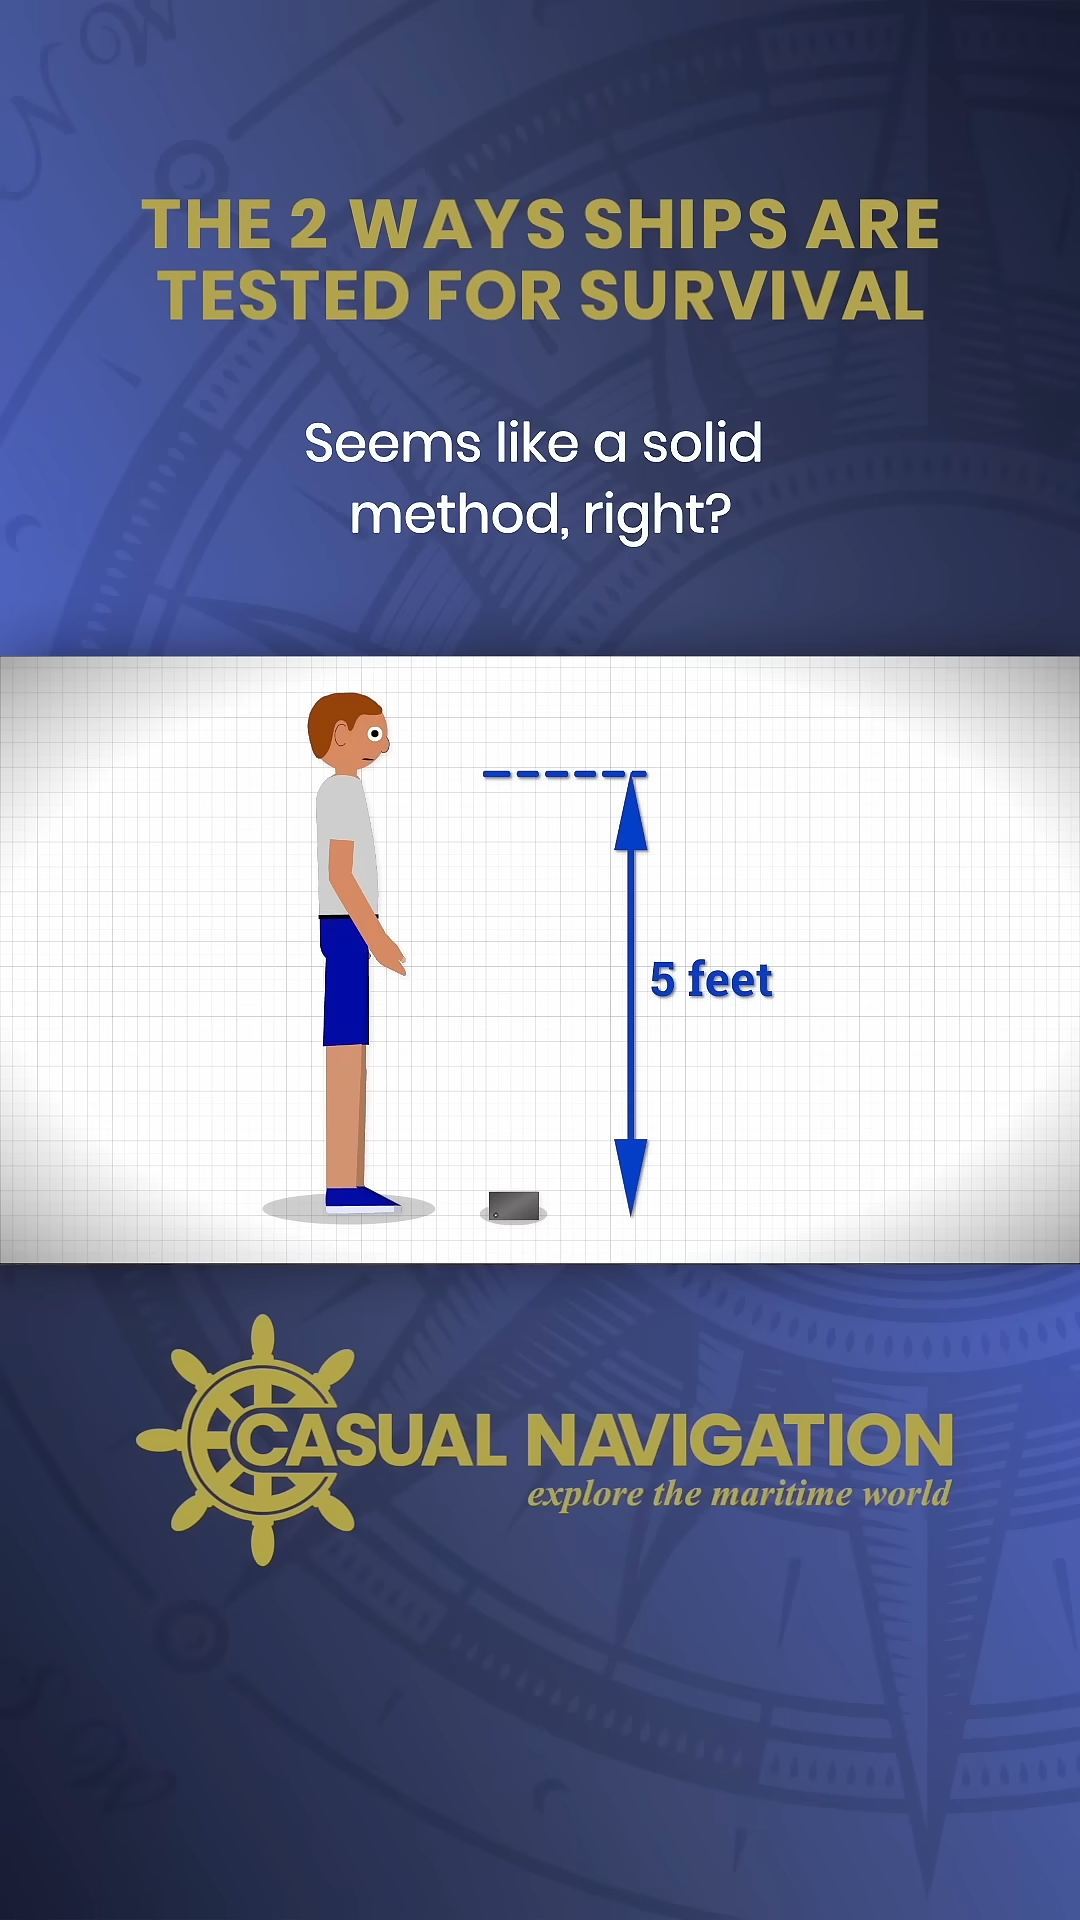 THE 2 WAYS SHIPS ARE
TESTED FOR SURVIVAL
Seems like a solid
method, right?
5 feet
CASUAL NAVIGATION
explore the maritime world
N W
S W